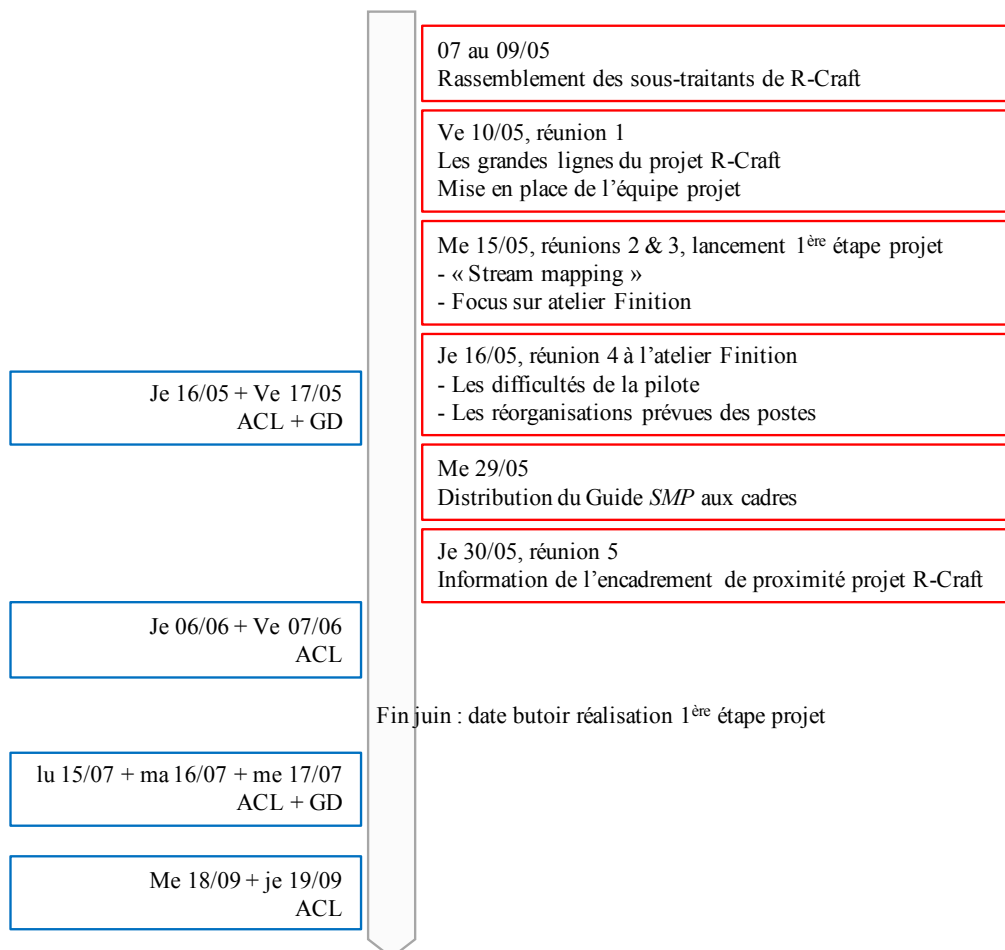 07 au 09/05
Rassemblement des sous-traitants de R-Craft
Ve 10/05, réunion 1
Les grandes lignes du projet R-Craft
Mise en place de l’équipe projet
Me 15/05, réunions 2 & 3, lancement 1ère étape projet
- « Stream mapping »
- Focus sur atelier Finition
Je 16/05, réunion 4 à l’atelier Finition
- Les difficultés de la pilote
- Les réorganisations prévues des postes
Je 16/05 + Ve 17/05
ACL + GD
Me 29/05
Distribution du Guide SMP aux cadres
Je 30/05, réunion 5
Information de l’encadrement de proximité projet R-Craft
Je 06/06 + Ve 07/06
ACL
Fin juin : date butoir réalisation 1ère étape projet
lu 15/07 + ma 16/07 + me 17/07
ACL + GD
Me 18/09 + je 19/09
ACL